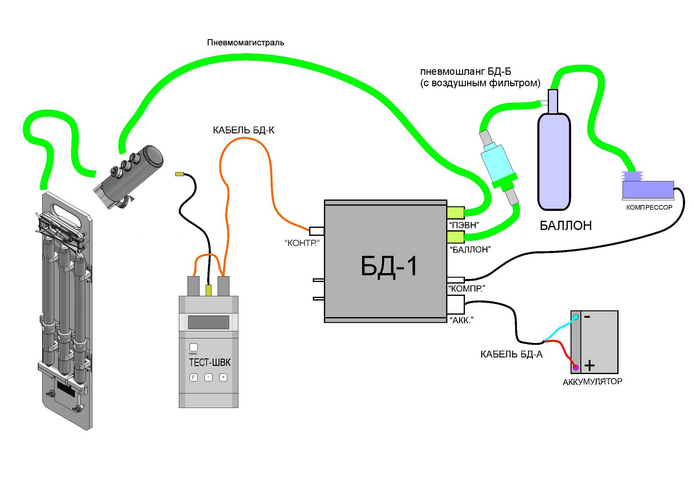 Пневмомагистраль
пневмошланг БД-Б
(с воздушным фильтром)
КАБЕЛЬ БД-К
"КОНТР."
БД-1
"ПЭВН"
"БАЛЛОН"
"КОМПР."
"АКК."
БАЛЛОН
КОМПРЕССОР
ТЕСТ-ШВК
КАБЕЛЬ БД-А
-
+
АККУМУЛЯТОР